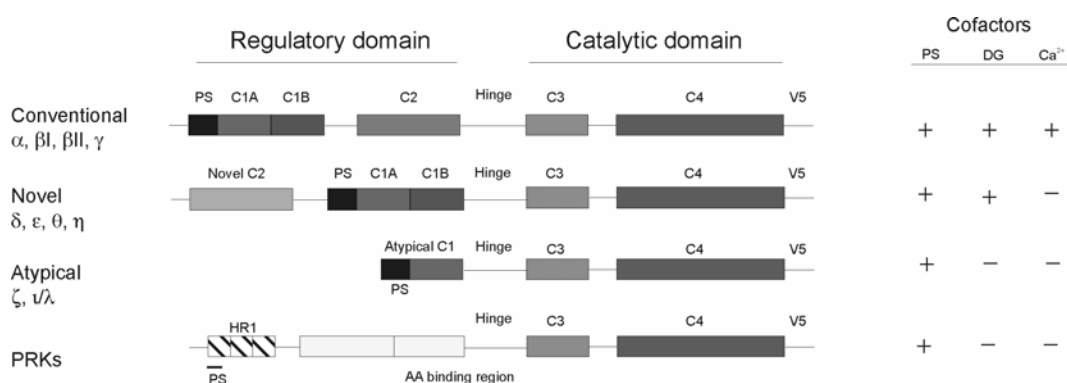 Regulatory domain Catalytic domain Cofactors
PS DG Ca²⁺
PS C1A C1B C2 Hinge C3 C4 V5
Conventional
α, βI, βII, γ
+ + +
Novel C2 PS C1A C1B Hinge C3 C4 V5
Novel
δ, ε, θ, η
+ + −
Atypical C1 Hinge C3 C4 V5
Atypical
ζ, ι/λ
PS
+ − −
HR1 Hinge C3 C4 V5
PRKs
PS AA binding region
+ − −